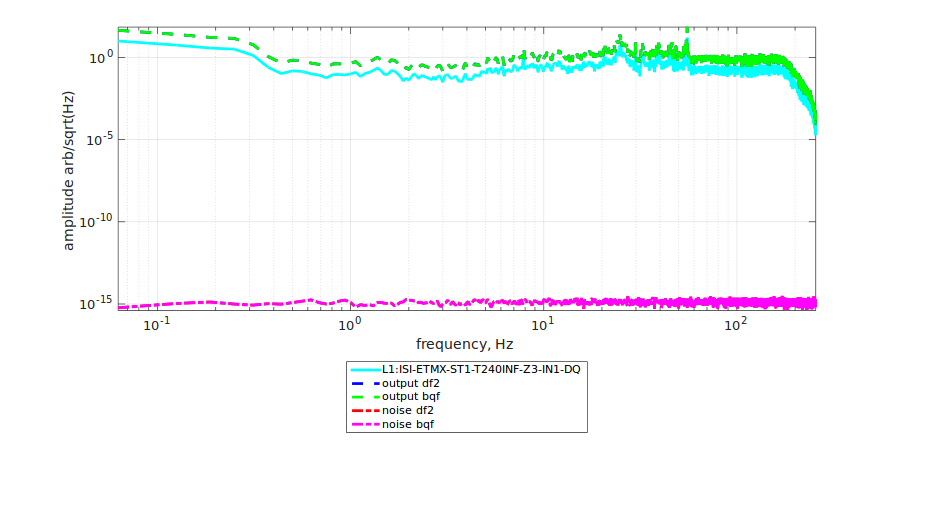 amplitude arb/sqrt(Hz)
10^0
10^-5
10^-10
10^-15
10^-1 10^0 10^1 10^2
frequency, Hz
L1:ISI-ETMX-ST1-T240INF-Z3-IN1-DQ
output df2
output bqf
noise df2
noise bqf